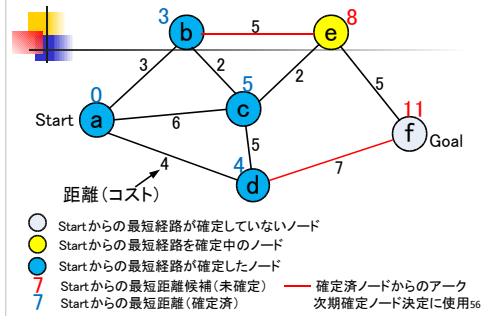 3
5
8
b
e
3
2
5
2
5
0
a
c
11
Start
6
f
Goal
5
4
4
d
7
距離(コスト)
Startからの最短経路が確定していないノード
Startからの最短経路を確定中のノード
Startからの最短経路が確定したノード
7 Startからの最短距離候補(未確定) 確定済ノードからのアーク
7 Startからの最短距離(確定済) 次期確定ノード決定に使用56